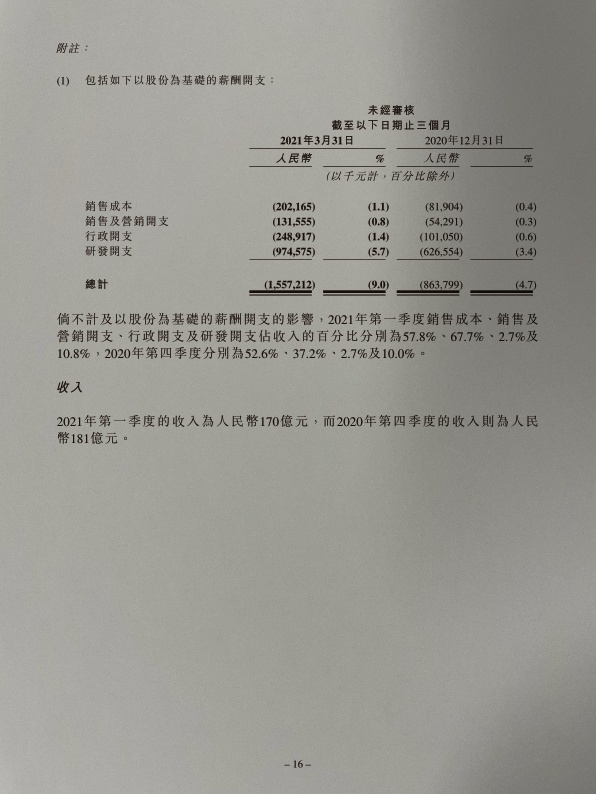 附註：
(1) 包括如下以股份為基礎的薪酬開支：
未經審核
截至以下日期止三個月
2021年3月31日 2020年12月31日
人民幣 % 人民幣 %
(以千元計，百分比除外)
銷售成本 (202,165) (1.1) (81,904) (0.4)
銷售及營銷開支 (131,555) (0.8) (54,291) (0.3)
行政開支 (248,917) (1.4) (101,050) (0.6)
研發開支 (974,575) (5.7) (626,554) (3.4)
總計 (1,557,212) (9.0) (863,799) (4.7)
倘不計及以股份為基礎的薪酬開支的影響，2021年第一季度銷售成本、銷售及
營銷開支、行政開支及研發開支佔收入的百分比分別為57.8%、67.7%、2.7%及
10.8%，2020年第四季度分別為52.6%、37.2%、2.7%及10.0%。
收入
2021年第一季度的收入為人民幣170億元，而2020年第四季度的收入則為人民
幣181億元。
– 16 –